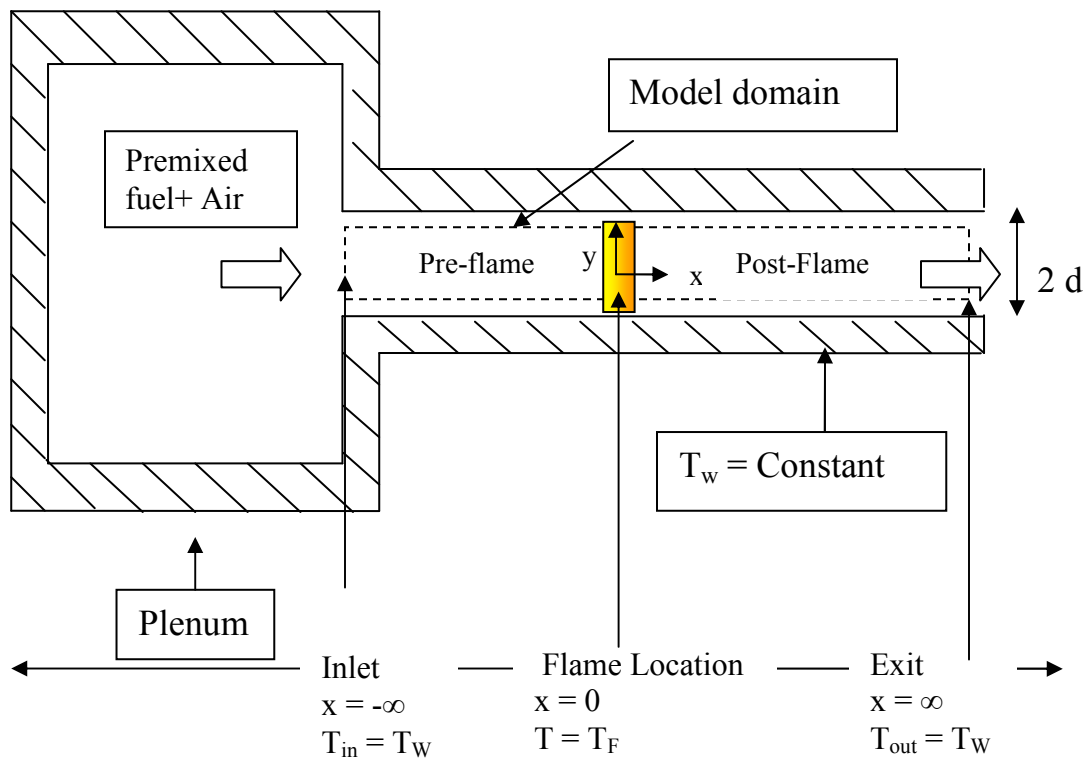 Model domain
Premixed
fuel+ Air
Pre-flame
y
x
Post-Flame
2 d
T_w = Constant
Plenum
Inlet
x = -∞
T_in = T_W
Flame Location
x = 0
T = T_F
Exit
x = ∞
T_out = T_W